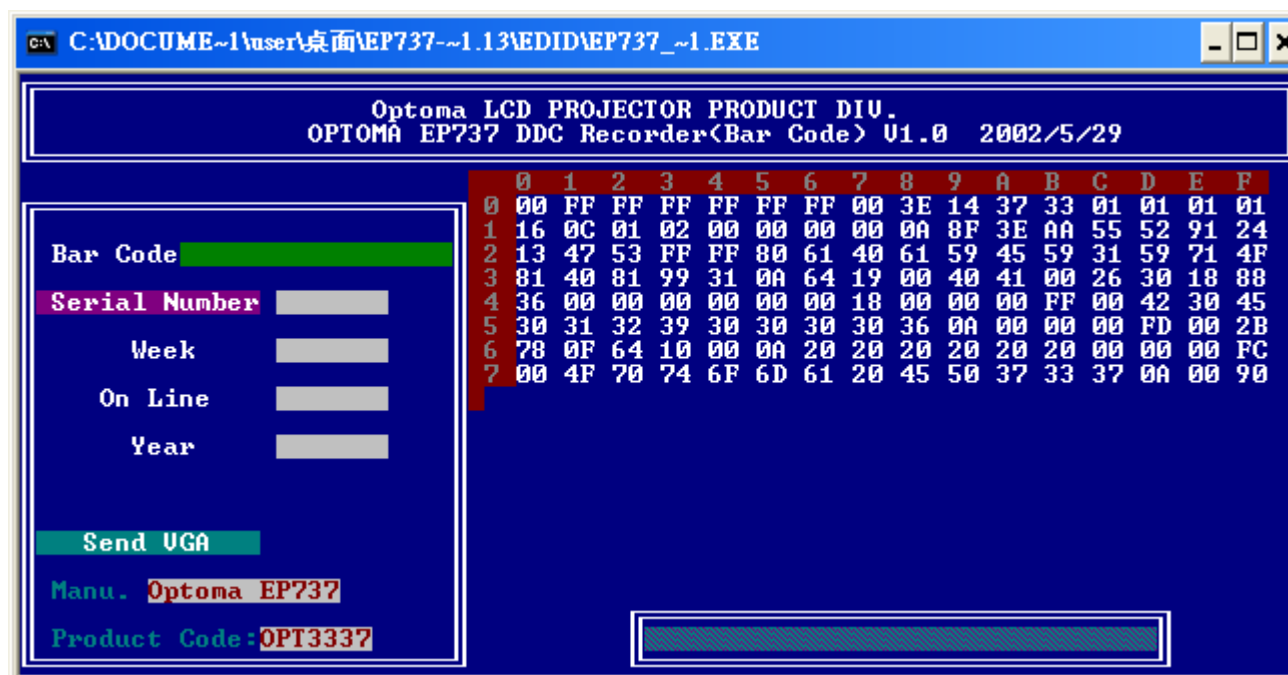 C:\DOCUME~1\user\桌面\EP737-~1.13\EDID\EP737_~1.EXE
Optoma LCD PROJECTOR PRODUCT DIV.
OPTOMA EP737 DDC Recorder(Bar Code) V1.0 2002/5/29
Bar Code
Serial Number
Week
On Line
Year
Send VGA
Manu. Optoma EP737
Product Code:OPT3337
0 1 2 3 4 5 6 7 8 9 A B C D E F
0 00 FF FF FF FF FF FF 00 3E 14 37 33 01 01 01 01
1 16 0C 01 02 00 00 00 00 0A 8F 3E AA 55 52 91 24
2 13 47 53 FF FF 80 61 40 61 59 45 59 31 59 71 4F
3 81 40 81 99 31 0A 64 19 00 40 41 00 26 30 18 88
4 36 00 00 00 00 00 00 18 00 00 00 FF 00 42 30 45
5 30 31 32 39 30 30 30 30 36 0A 00 00 00 FD 00 2B
6 78 0F 64 10 00 0A 20 20 20 20 20 20 00 00 00 FC
7 00 4F 70 74 6F 6D 61 20 45 50 37 33 37 0A 00 90